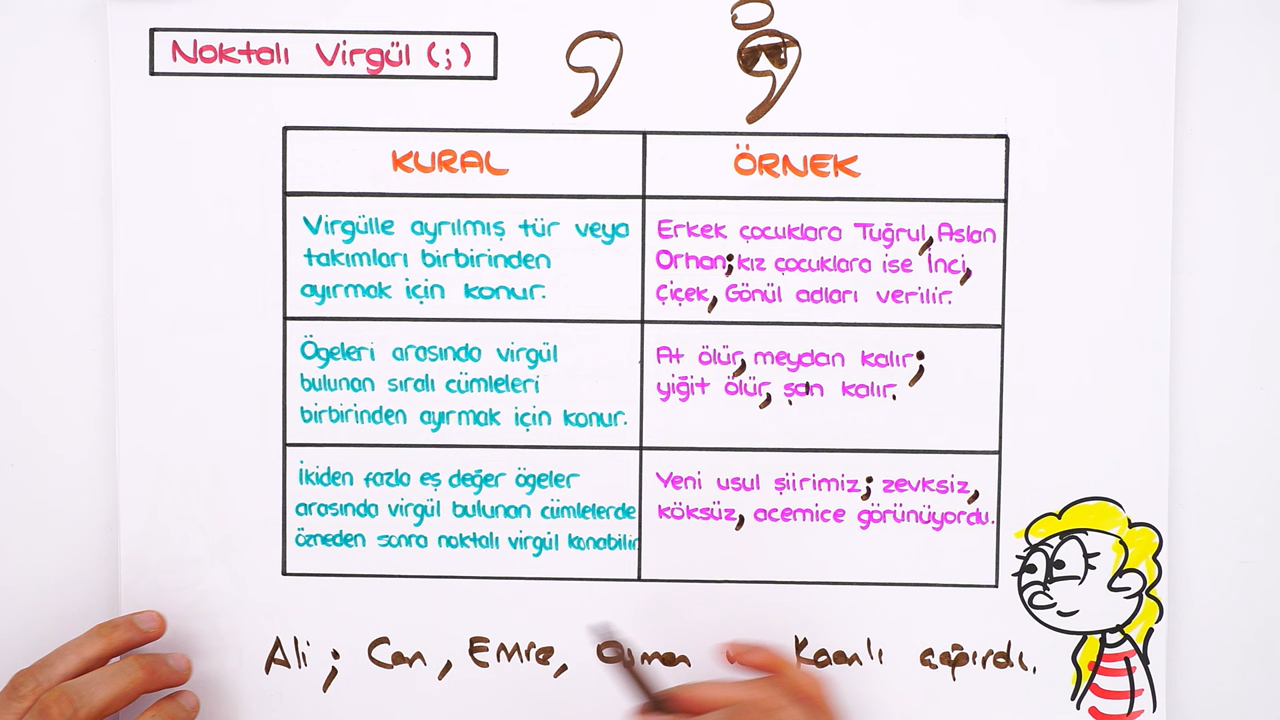 Noktalı Virgül (;)
KURAL
ÖRNEK
Virgülle ayrılmış tür veya
takımları birbirinden
ayırmak için konur.
Erkek çocuklara Tuğrul, Aslan
Orhan; kız çocuklara ise İnci,
Çiçek, Gönül adları verilir.
Ögeleri arasında virgül
bulunan sıralı cümleleri
birbirinden ayırmak için konur.
At ölür, meydan kalır;
yiğit ölür, şan kalır.
İkiden fazla eş değer ögeler
arasında virgül bulunan cümlelerde
özneden sonra noktalı virgül konabilir
Yeni usul şiirimiz; zevksiz,
köksüz, acemice görünüyordu.
Ali; Can, Emre, Osman Kaanlı çağırdı.